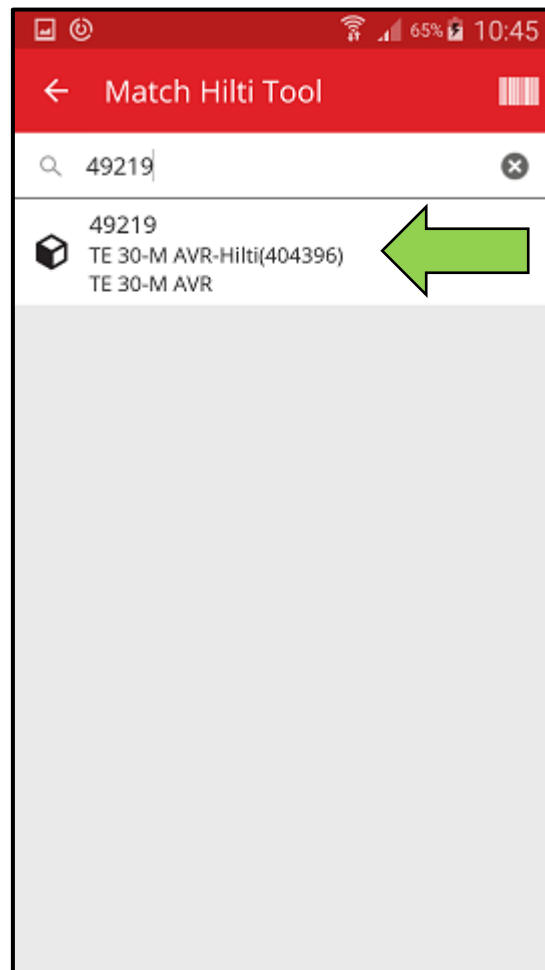 65% 10:45
Match Hilti Tool
49219
49219
TE 30-M AVR-Hilti(404396)
TE 30-M AVR